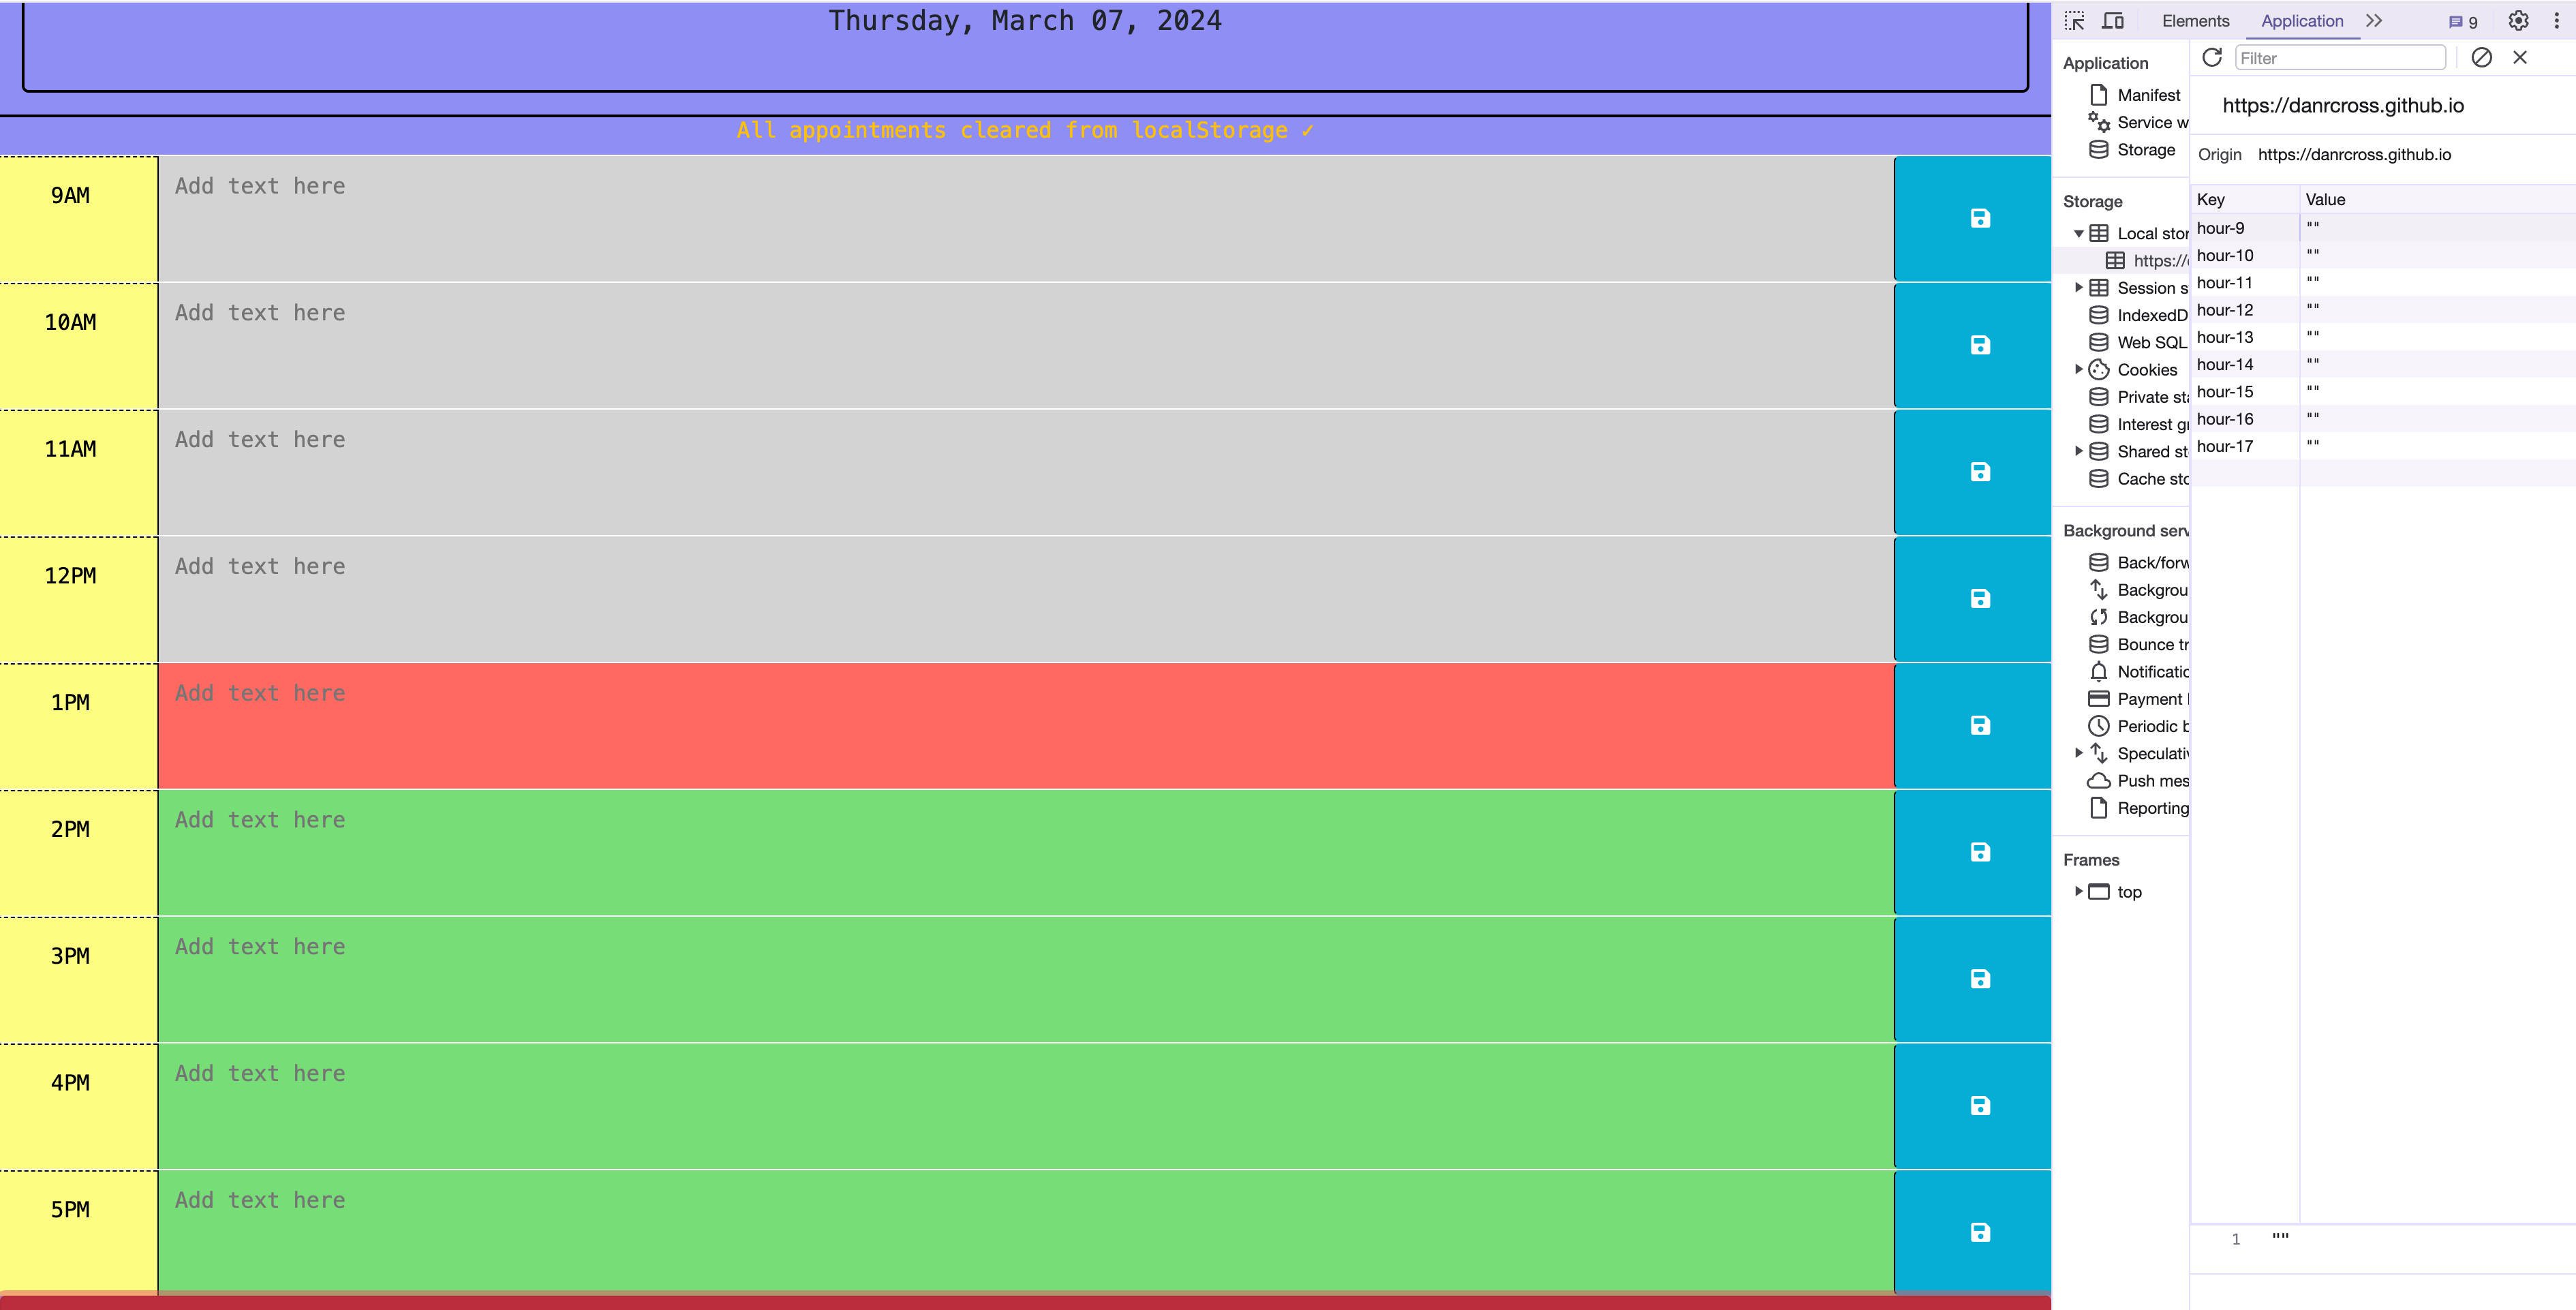 Thursday, March 07, 2024
All appointments cleared from localStorage ✓
9AM
Add text here
10AM
Add text here
11AM
Add text here
12PM
Add text here
1PM
Add text here
2PM
Add text here
3PM
Add text here
4PM
Add text here
5PM
Add text here
Elements Application 9
Application
Manifest
Service w
Storage
Storage
Local stor
https://
Session s
IndexedD
Web SQL
Cookies
Private sta
Interest gr
Shared st
Cache sto
Background serv
Back/forw
Backgrou
Backgrou
Bounce tr
Notificatio
Payment
Periodic b
Speculativ
Push mes
Reporting
Frames
top
Filter
https://danrcross.github.io
Origin https://danrcross.github.io
Key Value
hour-9 ""
hour-10 ""
hour-11 ""
hour-12 ""
hour-13 ""
hour-14 ""
hour-15 ""
hour-16 ""
hour-17 ""
1 ""